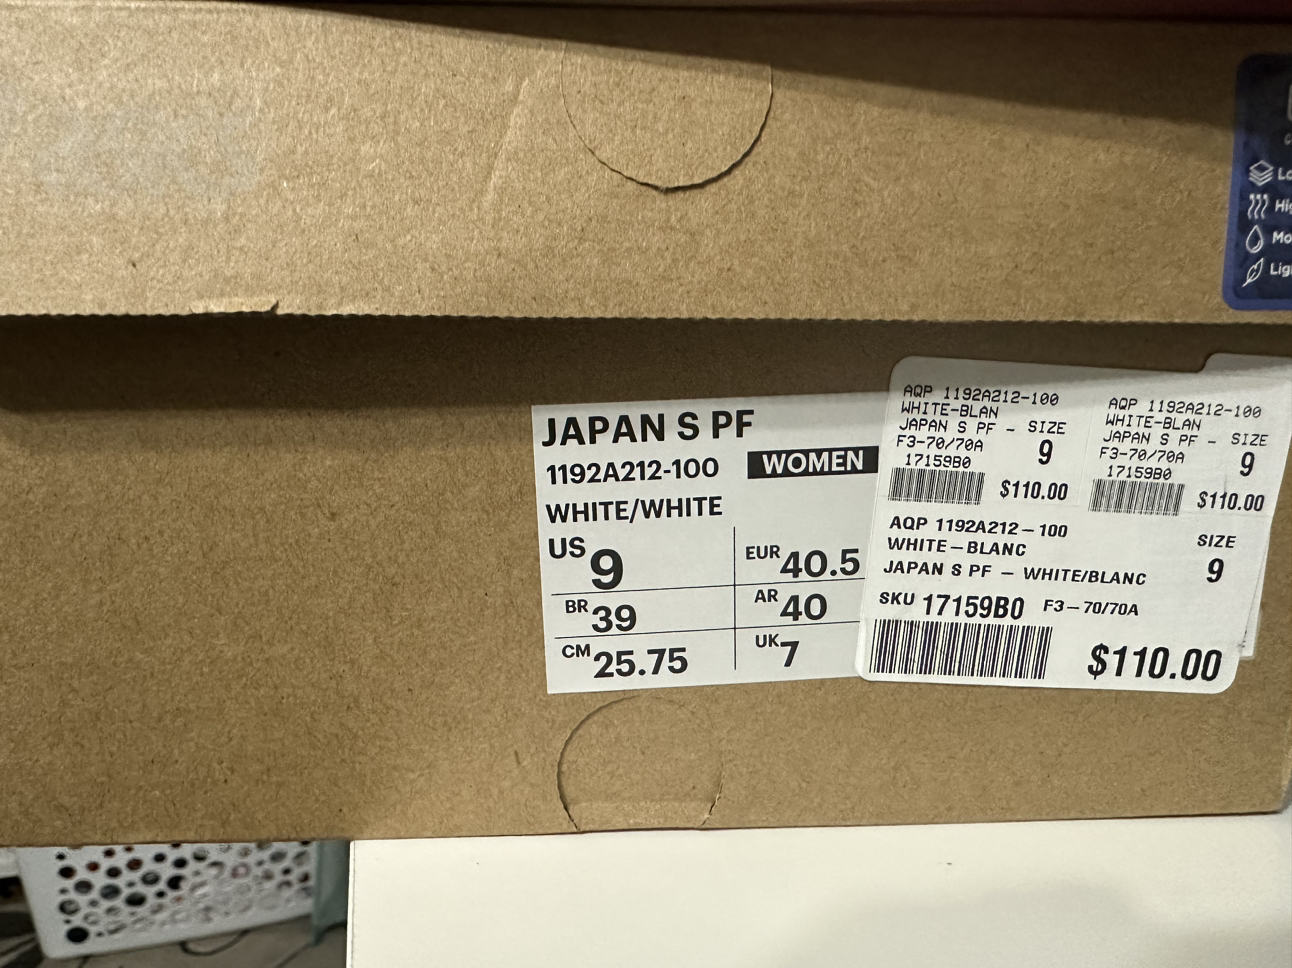 JAPAN S PF
1192A212-100 WOMEN
WHITE/WHITE
US 9 EUR 40.5
BR 39 AR 40
CM 25.75 UK 7
AQP 1192A212-100
WHITE-BLAN
JAPAN S PF - SIZE
F3-70/70A 9
17159B0
$110.00
AQP 1192A212-100
WHITE-BLAN
JAPAN S PF - SIZE
F3-70/70A 9
17159B0
$110.00
AQP 1192A212-100
WHITE-BLANC SIZE
JAPAN S PF - WHITE/BLANC 9
SKU 17159B0 F3-70/70A
$110.00